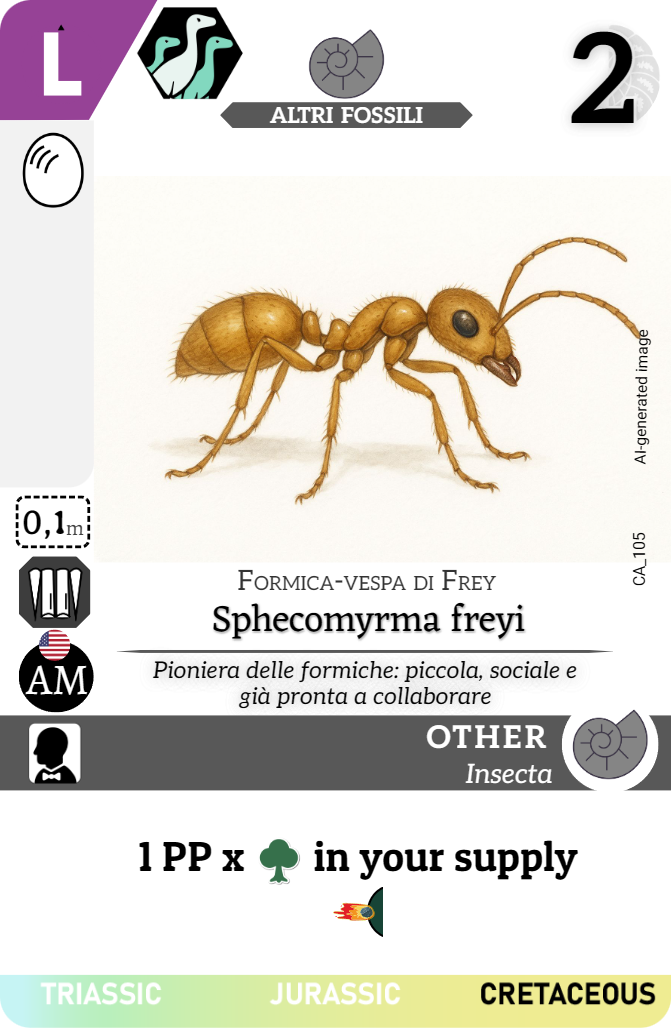 L
ALTRI FOSSILI
2
AI-generated image
0,1m
CA_105
Formica-vespa di Frey
Sphecomyrma freyi
AM
Pioniera delle formiche: piccola, sociale e
già pronta a collaborare
OTHER
Insecta
1 PP x in your supply
TRIASSIC JURASSIC CRETACEOUS